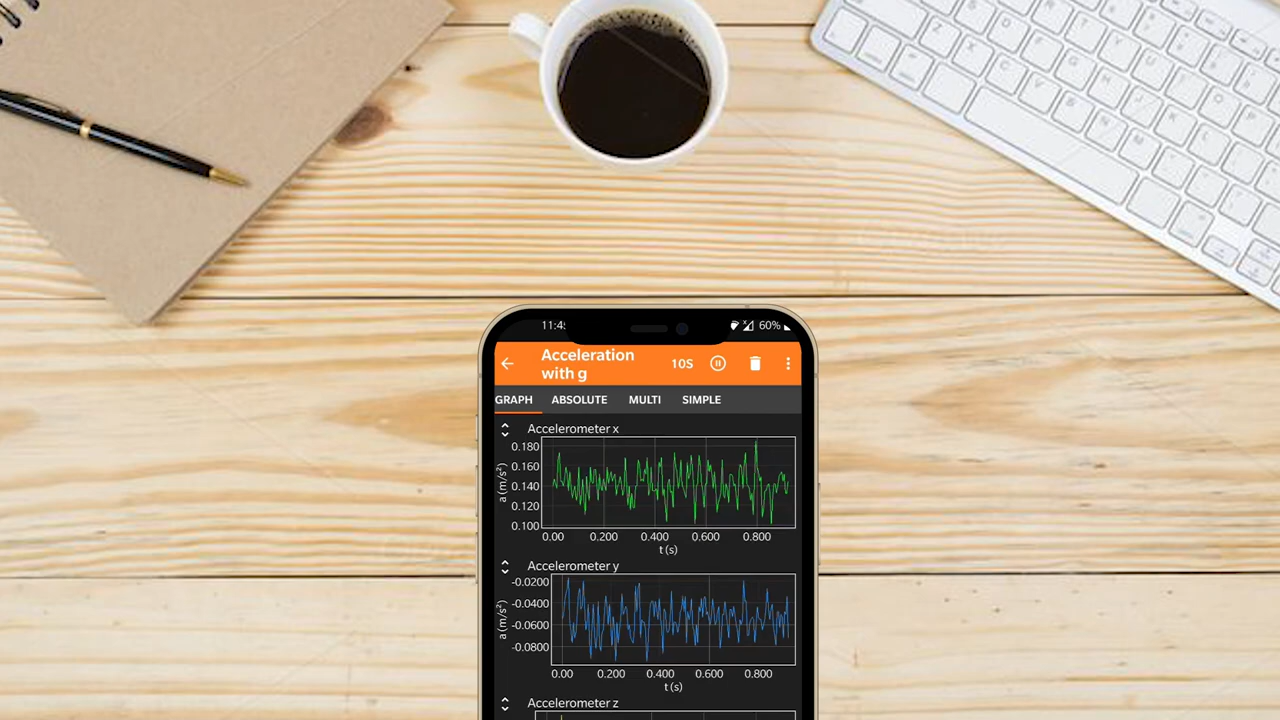 11:4
60%
Acceleration
with g
10S
GRAPH ABSOLUTE MULTI SIMPLE
Accelerometer x
0.180
0.160
0.140
0.120
0.100
a (m/s²)
0.00 0.200 0.400 0.600 0.800
t (s)
Accelerometer y
-0.0200
-0.0400
-0.0600
-0.0800
a (m/s²)
0.00 0.200 0.400 0.600 0.800
t (s)
Accelerometer z